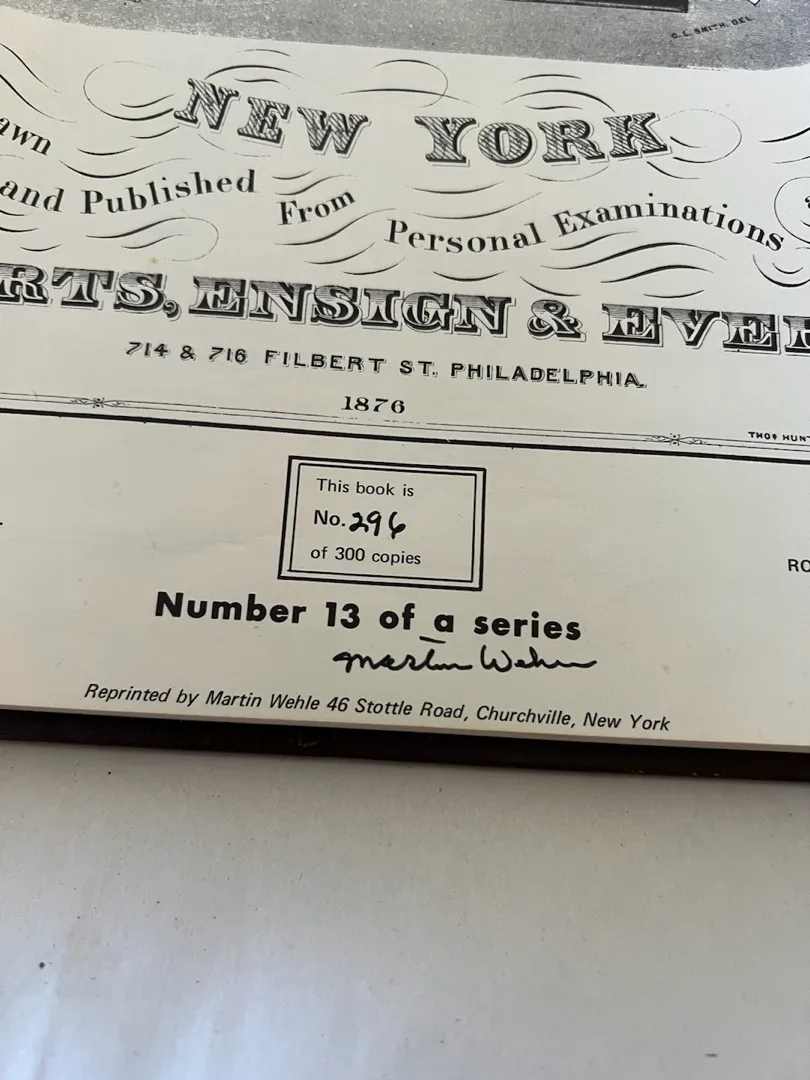 O. L. SMITH, DEL.
NEW YORK
awn
and Published From Personal Examinations
RTS, ENSIGN & EVER
714 & 716 FILBERT ST. PHILADELPHIA.
1876
THOS HUNT
This book is
No. 296
of 300 copies
RO
Number 13 of a series
Martin Wehle
Reprinted by Martin Wehle 46 Stottle Road, Churchville, New York